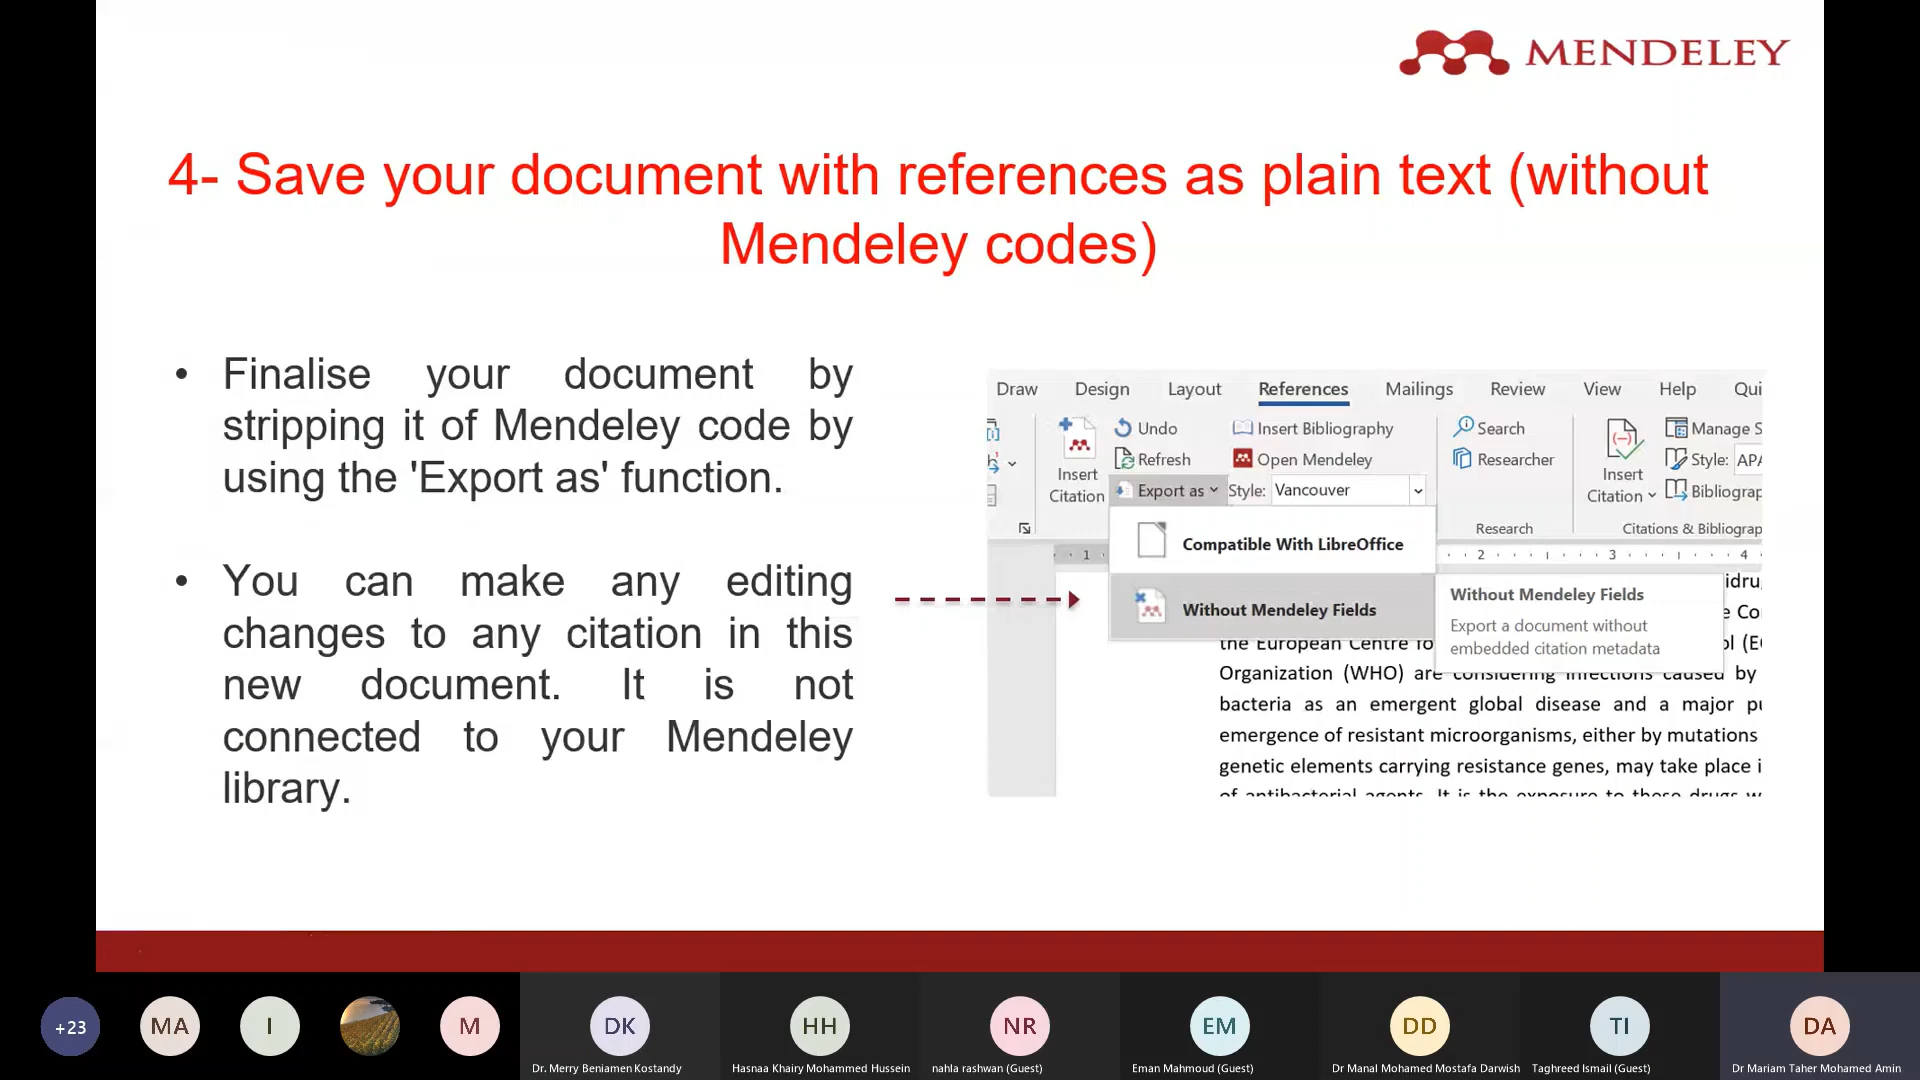 MENDELEY
4- Save your document with references as plain text (without
Mendeley codes)
• Finalise your document by
stripping it of Mendeley code by
using the 'Export as' function.
• You can make any editing
changes to any citation in this
new document. It is not
connected to your Mendeley
library.
Draw Design Layout References Mailings Review View Help Qui
Undo Insert Bibliography Search Manage S
Refresh Open Mendeley Researcher Style: APA
Insert
Citation
Export as Style: Vancouver
Insert
Citation
Bibliograp
Research Citations & Bibliograp
1 2 3 4
Compatible With LibreOffice
Without Mendeley Fields
Without Mendeley Fields
Export a document without
embedded citation metadata
idru
e Co
the European Centre fo ol (E
Organization (WHO) are considering infections caused by
bacteria as an emergent global disease and a major pu
emergence of resistant microorganisms, either by mutations
genetic elements carrying resistance genes, may take place i
of antibacterial agents. It is the exposure to these drugs w
+23 MA I M DK HH NR EM DD TI DA
Dr. Merry Beniamen Kostandy Hasnaa Khairy Mohammed Hussein nahla rashwan (Guest) Eman Mahmoud (Guest) Dr Manal Mohamed Mostafa Darwish Taghreed Ismail (Guest) Dr Mariam Taher Mohamed Amin